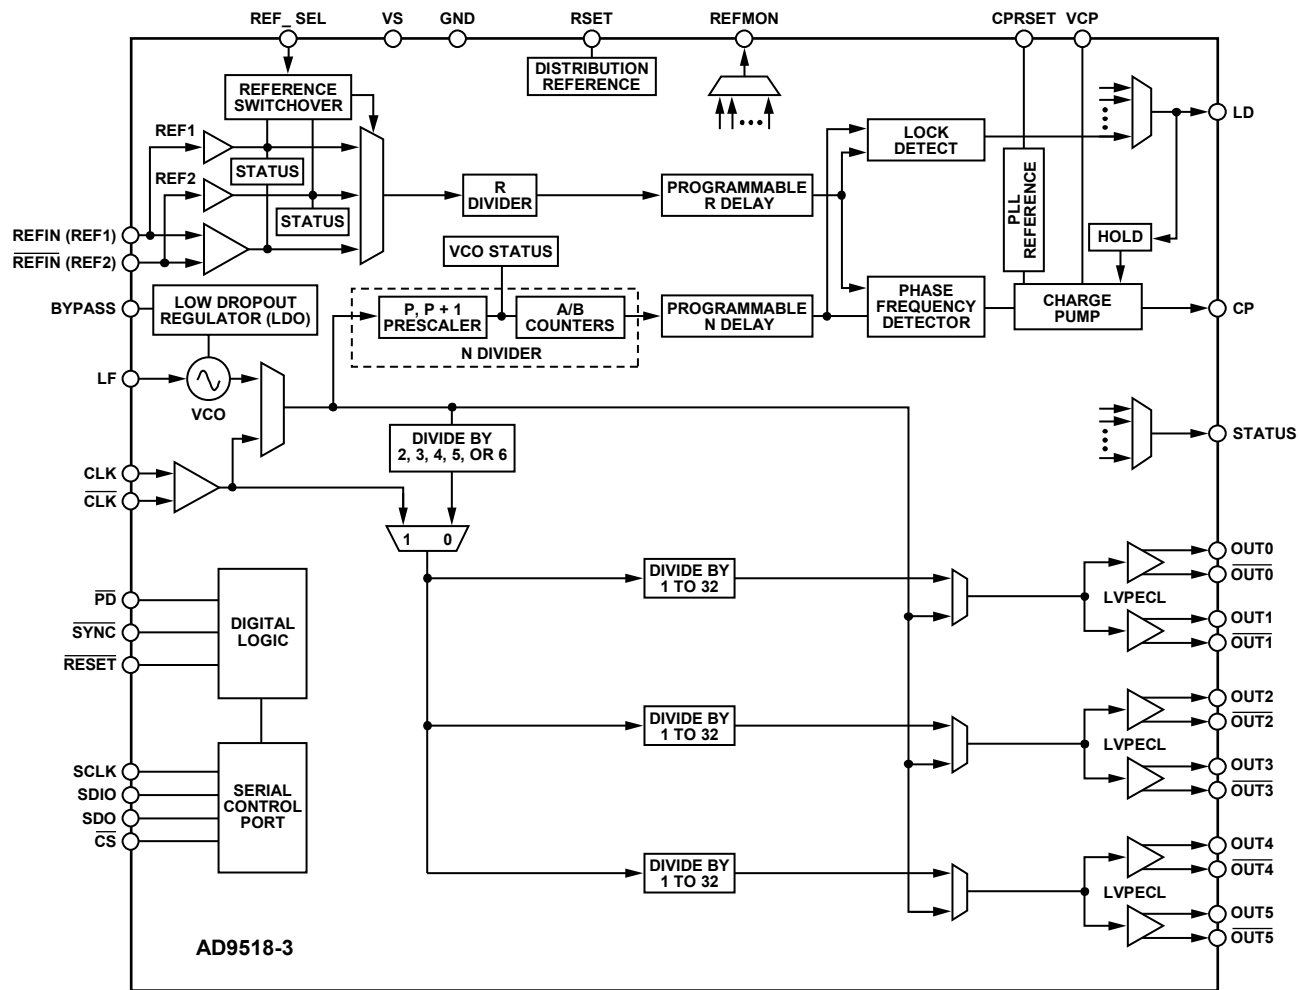 REF_SEL VS GND RSET REFMON CPRSET VCP
DISTRIBUTION
REFERENCE
REFERENCE
SWITCHOVER
REF1
STATUS
REF2
STATUS
REFIN (REF1)
REFIN (REF2)
R
DIVIDER
PROGRAMMABLE
R DELAY
LOCK
DETECT
LD
PLL
REFERENCE
HOLD
VCO STATUS
BYPASS
LOW DROPOUT
REGULATOR (LDO)
P, P + 1
PRESCALER
A/B
COUNTERS
N DIVIDER
PROGRAMMABLE
N DELAY
PHASE
FREQUENCY
DETECTOR
CHARGE
PUMP
CP
LF
VCO
DIVIDE BY
2, 3, 4, 5, OR 6
STATUS
CLK
CLK
1 0
PD
SYNC
RESET
DIGITAL
LOGIC
DIVIDE BY
1 TO 32
LVPECL
OUT0
OUT0
OUT1
OUT1
DIVIDE BY
1 TO 32
LVPECL
OUT2
OUT2
OUT3
OUT3
SCLK
SDIO
SDO
CS
SERIAL
CONTROL
PORT
DIVIDE BY
1 TO 32
LVPECL
OUT4
OUT4
OUT5
OUT5
AD9518-3